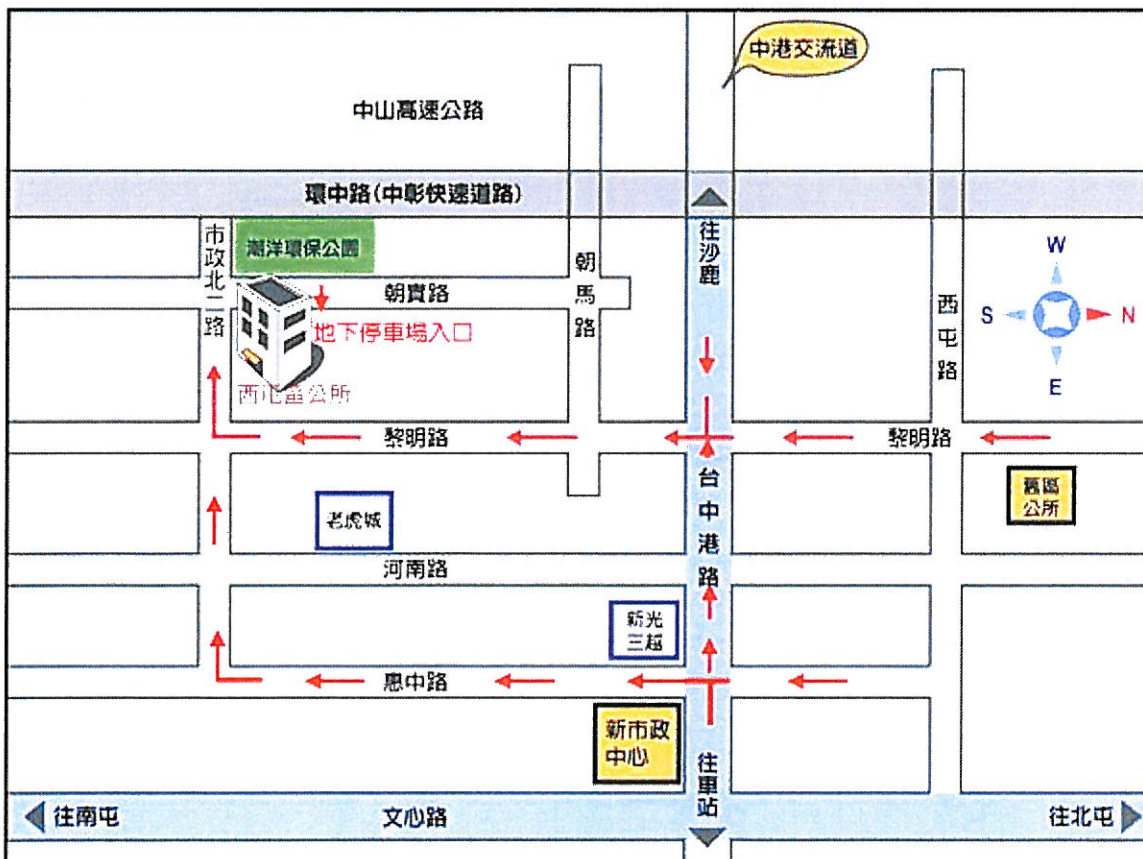 中港交流道
中山高速公路
環中路(中彰快速道路)
市政北二路
潮洋環保公園
朝馬路
往沙鹿
西屯路
W
S
N
E
朝貴路
地下停車場入口
西屯區公所
黎明路
黎明路
台中港路
舊區
公所
老虎城
河南路
新光
三越
惠中路
新市政
中心
往車站
往南屯
文心路
往北屯